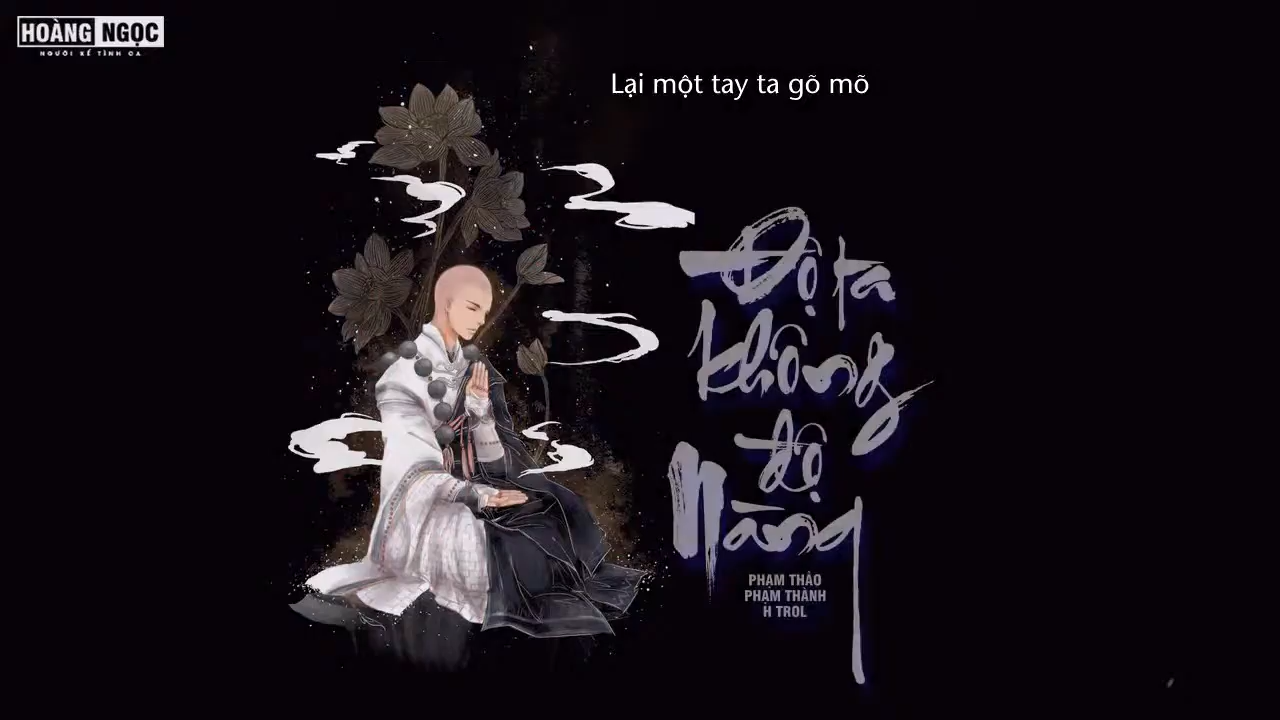 HOÀNG NGỌC
NGƯỜI KỂ TÌNH CA
Lại một tay ta gõ mõ
Độ ta
không
độ
Nàng
PHẠM THẢO
PHẠM THÀNH
H TROL